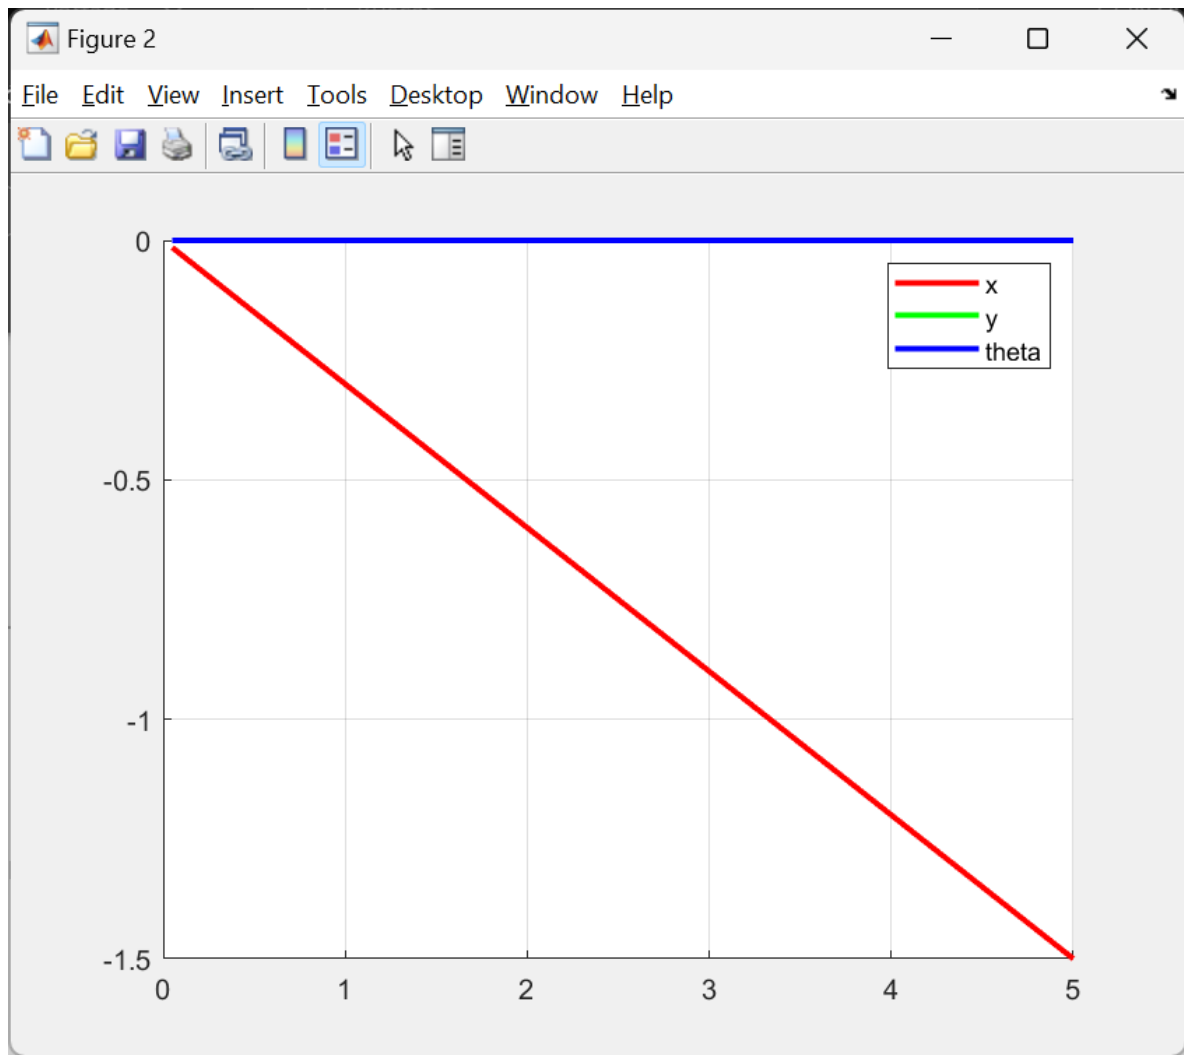 Figure 2
File Edit View Insert Tools Desktop Window Help
0
x
y
theta
-0.5
-1
-1.5
0 1 2 3 4 5